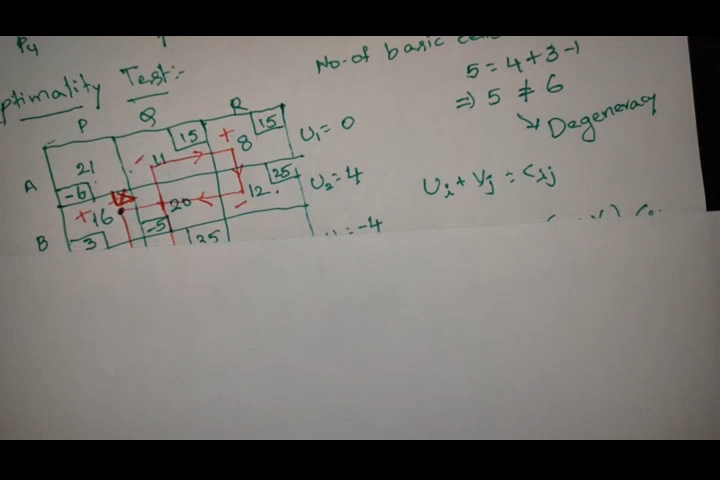 P4
No. of basic
ptimality Test:-
5 = 4 + 3 - 1
⇒ 5 ≠ 6
↳ Degeneracy
P Q R
15 15
A 21 11 + 8 U1 = 0
-6 25
+ 16 20 - 12 U2 = 4
Ui + Vj = Cij
B 3 -5 25 = -4